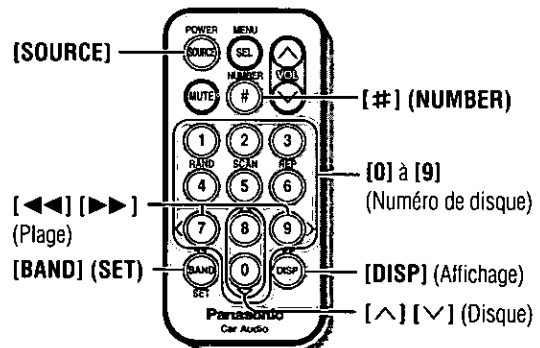 [SOURCE]
POWER MENU
SOURCE SEL
VOL
NUMBER
MUTE #
[#] (NUMBER)
1 2 3
RAND SCAN REP
4 5 6
[0] à [9]
(Numéro de disque)
[◀◀] [▶▶]
(Plage)
7 8 9
[BAND] (SET)
BAND 0 DISP
SET
[DISP] (Affichage)
[∧] [∨] (Disque)
Panasonic
Car Audio